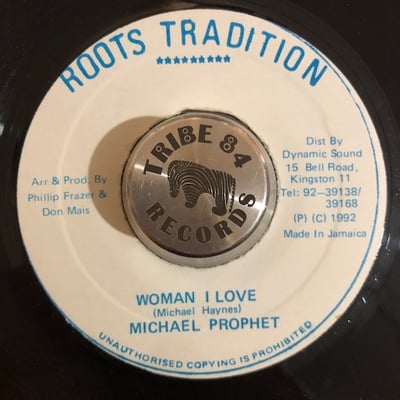 ROOTS TRADITION
*********
TRIBE 84
RECORDS
Arr & Prod. By
Phillip Frazer &
Don Mais
Dist By
Dynamic Sound
15 Bell Road,
Kingston 11
Tel: 92-39138/
39168
(P) (C) 1992
Made In Jamaica
WOMAN I LOVE
(Michael Haynes)
MICHAEL PROPHET
UNAUTHORISED COPYING IS PROHIBITED